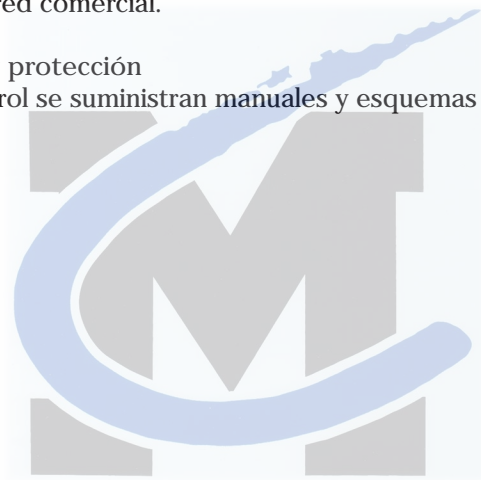 red comercial.
protección
rol se suministran manuales y esquemas